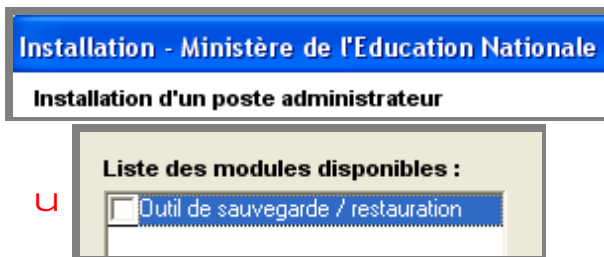 Installation - Ministère de l'Education Nationale
Installation d'un poste administrateur
Liste des modules disponibles :
u
Outil de sauvegarde / restauration